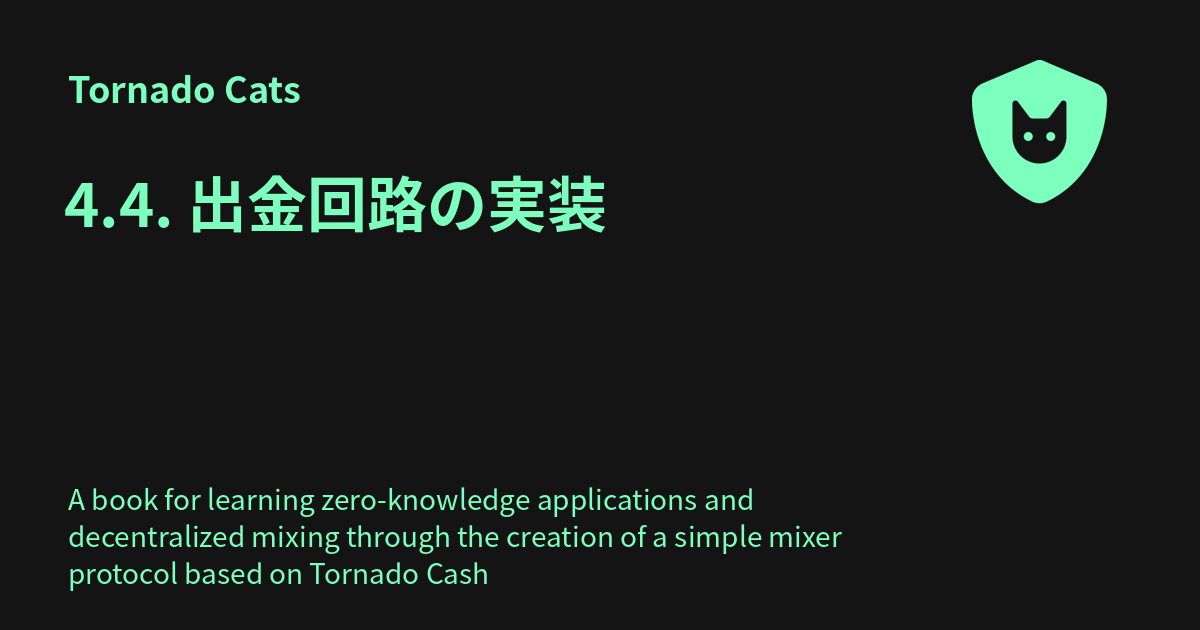 Tornado Cats
4.4. 出金回路の実装
A book for learning zero-knowledge applications and
decentralized mixing through the creation of a simple mixer
protocol based on Tornado Cash